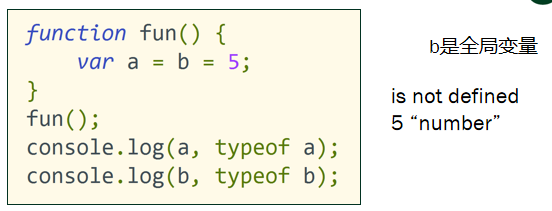 function fun() {
    var a = b = 5;
}
fun();
console.log(a, typeof a);
console.log(b, typeof b);
b是全局变量
is not defined
5 “number”